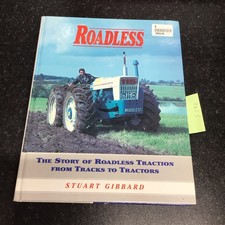 ROADLESS
THE STORY OF ROADLESS TRACTION
FROM TRACKS TO TRACTORS
STUART GIBBARD